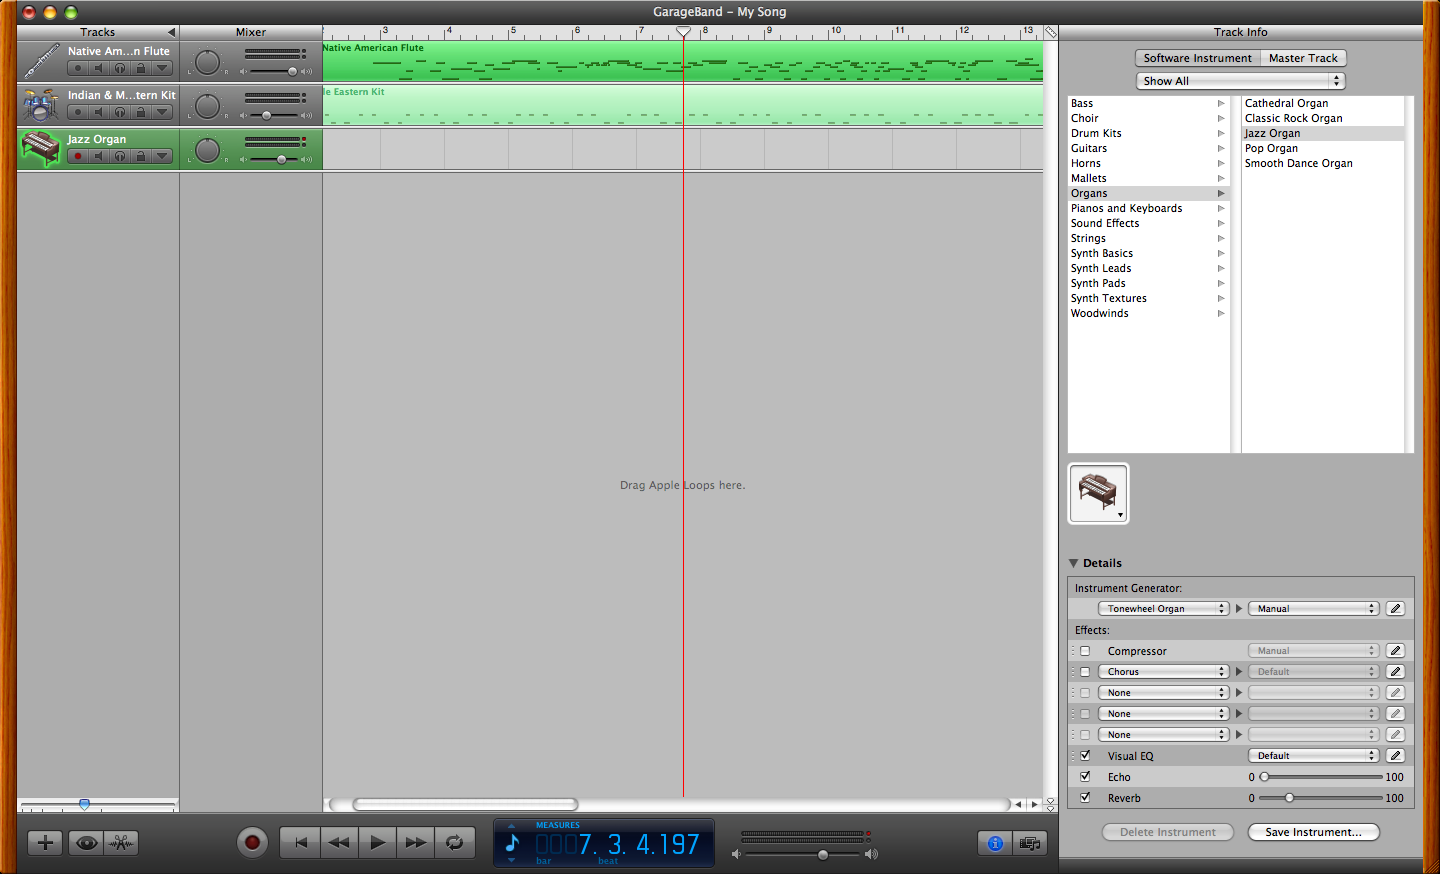 GarageBand – My Song
Tracks
Mixer
3 4 5 6 7 8 9 10 11 12 13
Track Info
Native Am...n Flute
L R
Native American Flute
Indian & M...tern Kit
L R
le Eastern Kit
Jazz Organ
L R
Drag Apple Loops here.
Software Instrument Master Track
Show All
Bass
Choir
Drum Kits
Guitars
Horns
Mallets
Organs
Pianos and Keyboards
Sound Effects
Strings
Synth Basics
Synth Leads
Synth Pads
Synth Textures
Woodwinds
Cathedral Organ
Classic Rock Organ
Jazz Organ
Pop Organ
Smooth Dance Organ
Details
Instrument Generator:
Tonewheel Organ Manual
Effects:
Compressor Manual
Chorus Default
None
None
None
Visual EQ Default
Echo 0 100
Reverb 0 100
Delete Instrument Save Instrument...
MEASURES
0007. 3. 4.197
bar beat
i